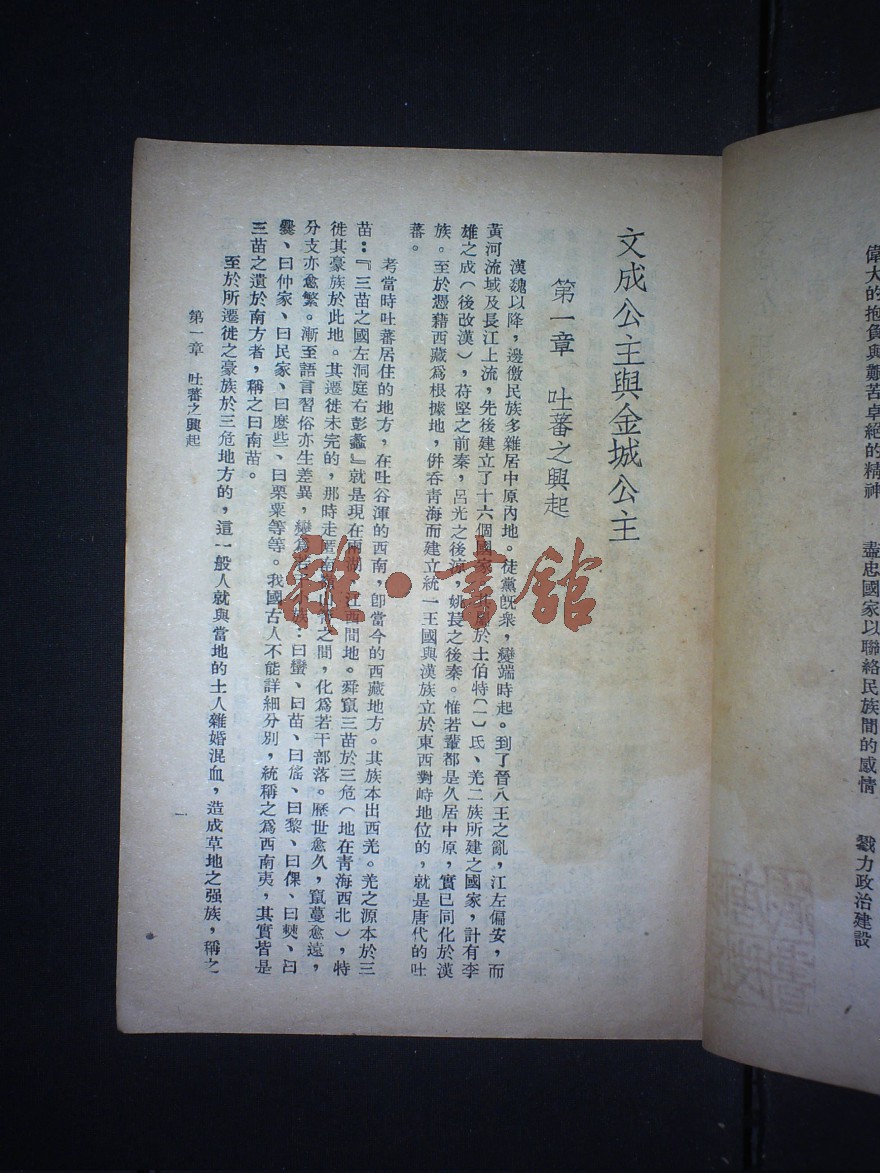 偉大的抱負與艱苦卓絕的精神
盡忠國家以聯絡民族間的感情
戮力政治建設
文成公主與金城公主
第一章 吐蕃之興起
漢魏以降，邊徼民族多雜居中原內地。徒黨旣衆，變端時起。到了晉八王之亂，江左偏安，而
黃河流域及長江上流，先後建立了十六個國家，於土伯特（一）氐、羌二族所建之國家，計有李
雄之成（後改漢），苻堅之前秦，呂光之後涼，姚萇之後秦。惟若輩都是久居中原，實已同化於漢
族。至於憑藉西藏爲根據地，併吞青海而建立統一王國與漢族立於東西對峙地位的，就是唐代的吐
蕃。
考當時吐蕃居住的地方，在吐谷渾的西南，卽當今的西藏地方。其族本出西羌。羌之源本於三
苗：『三苗之國左洞庭右彭蠡』就是現在兩湖、江西間地。舜竄三苗於三危（地在青海西北），特
徙其豪族於此地。其遷徙未完的，那時走匿之間，化爲若干部落。歷世愈久，竄蔓愈遠，
分支亦愈繁。漸至語言習俗亦生差異，變爲族：曰蠻、曰苗、曰傜、曰黎、曰倮、曰僰、曰
爨、曰仲家、曰民家、曰麽些、曰栗粟等等。我國古人不能詳細分別，統稱之爲西南夷，其實皆是
三苗之遺於南方者，稱之曰南苗。
至於所遷徙之豪族於三危地方的，這一般人就與當地的土人雜婚混血，造成草地之强族，稱之
第一章 吐蕃之興起
一
雜·書館